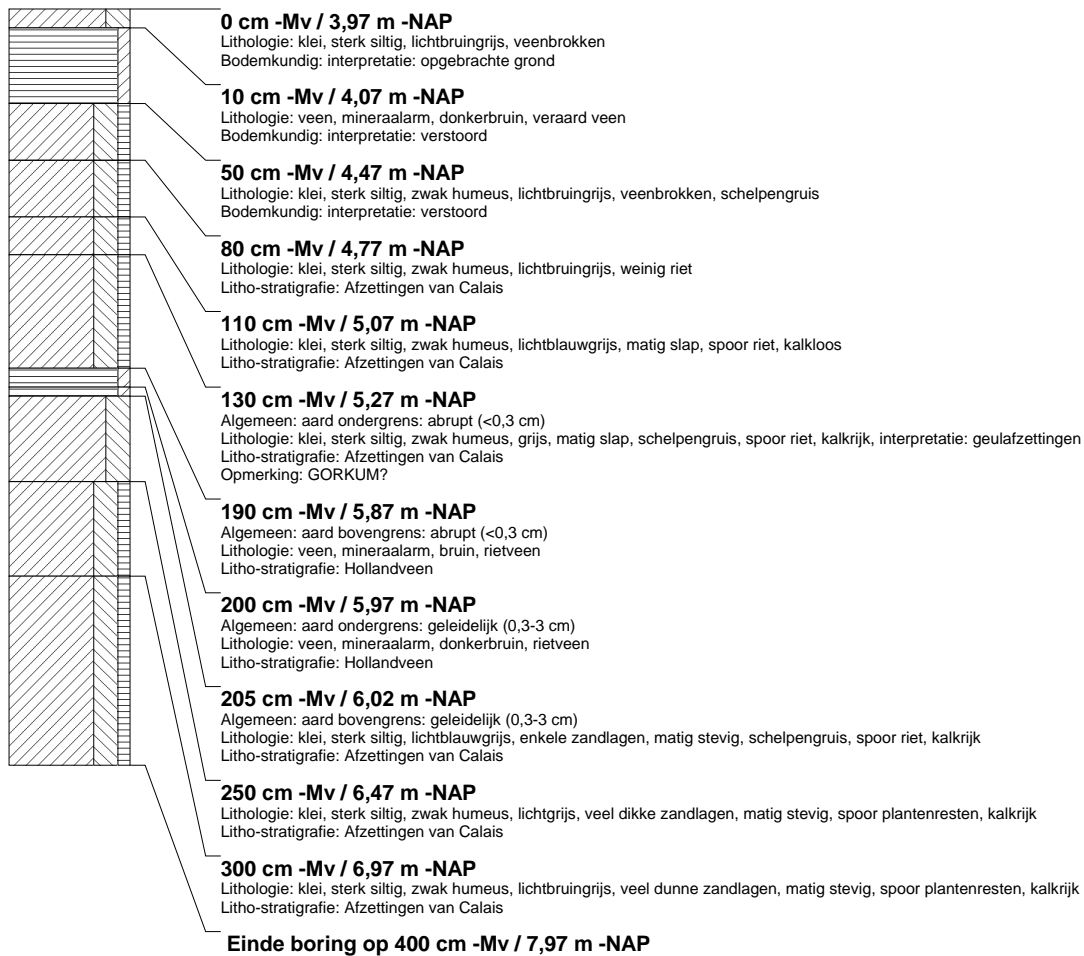 0 cm -Mv / 3,97 m -NAP
Lithologie: klei, sterk siltig, lichtbruingrijs, veenbrokken
Bodemkundig: interpretatie: opgebrachte grond
10 cm -Mv / 4,07 m -NAP
Lithologie: veen, mineraalarm, donkerbruin, veraard veen
Bodemkundig: interpretatie: verstoord
50 cm -Mv / 4,47 m -NAP
Lithologie: klei, sterk siltig, zwak humeus, lichtbruingrijs, veenbrokken, schelpengruis
Bodemkundig: interpretatie: verstoord
80 cm -Mv / 4,77 m -NAP
Lithologie: klei, sterk siltig, zwak humeus, lichtbruingrijs, weinig riet
Litho-stratigrafie: Afzettingen van Calais
110 cm -Mv / 5,07 m -NAP
Lithologie: klei, sterk siltig, zwak humeus, lichtblauwgrijs, matig slap, spoor riet, kalkloos
Litho-stratigrafie: Afzettingen van Calais
130 cm -Mv / 5,27 m -NAP
Algemeen: aard ondergrens: abrupt (<0,3 cm)
Lithologie: klei, sterk siltig, zwak humeus, grijs, matig slap, schelpengruis, spoor riet, kalkrijk, interpretatie: geulafzettingen
Litho-stratigrafie: Afzettingen van Calais
Opmerking: GORKUM?
190 cm -Mv / 5,87 m -NAP
Algemeen: aard bovengrens: abrupt (<0,3 cm)
Lithologie: veen, mineraalarm, bruin, rietveen
Litho-stratigrafie: Hollandveen
200 cm -Mv / 5,97 m -NAP
Algemeen: aard ondergrens: geleidelijk (0,3-3 cm)
Lithologie: veen, mineraalarm, donkerbruin, rietveen
Litho-stratigrafie: Hollandveen
205 cm -Mv / 6,02 m -NAP
Algemeen: aard bovengrens: geleidelijk (0,3-3 cm)
Lithologie: klei, sterk siltig, lichtblauwgrijs, enkele zandlagen, matig stevig, schelpengruis, spoor riet, kalkrijk
Litho-stratigrafie: Afzettingen van Calais
250 cm -Mv / 6,47 m -NAP
Lithologie: klei, sterk siltig, zwak humeus, lichtgrijs, veel dikke zandlagen, matig stevig, spoor plantenresten, kalkrijk
Litho-stratigrafie: Afzettingen van Calais
300 cm -Mv / 6,97 m -NAP
Lithologie: klei, sterk siltig, zwak humeus, lichtbruingrijs, veel dunne zandlagen, matig stevig, spoor plantenresten, kalkrijk
Litho-stratigrafie: Afzettingen van Calais
Einde boring op 400 cm -Mv / 7,97 m -NAP